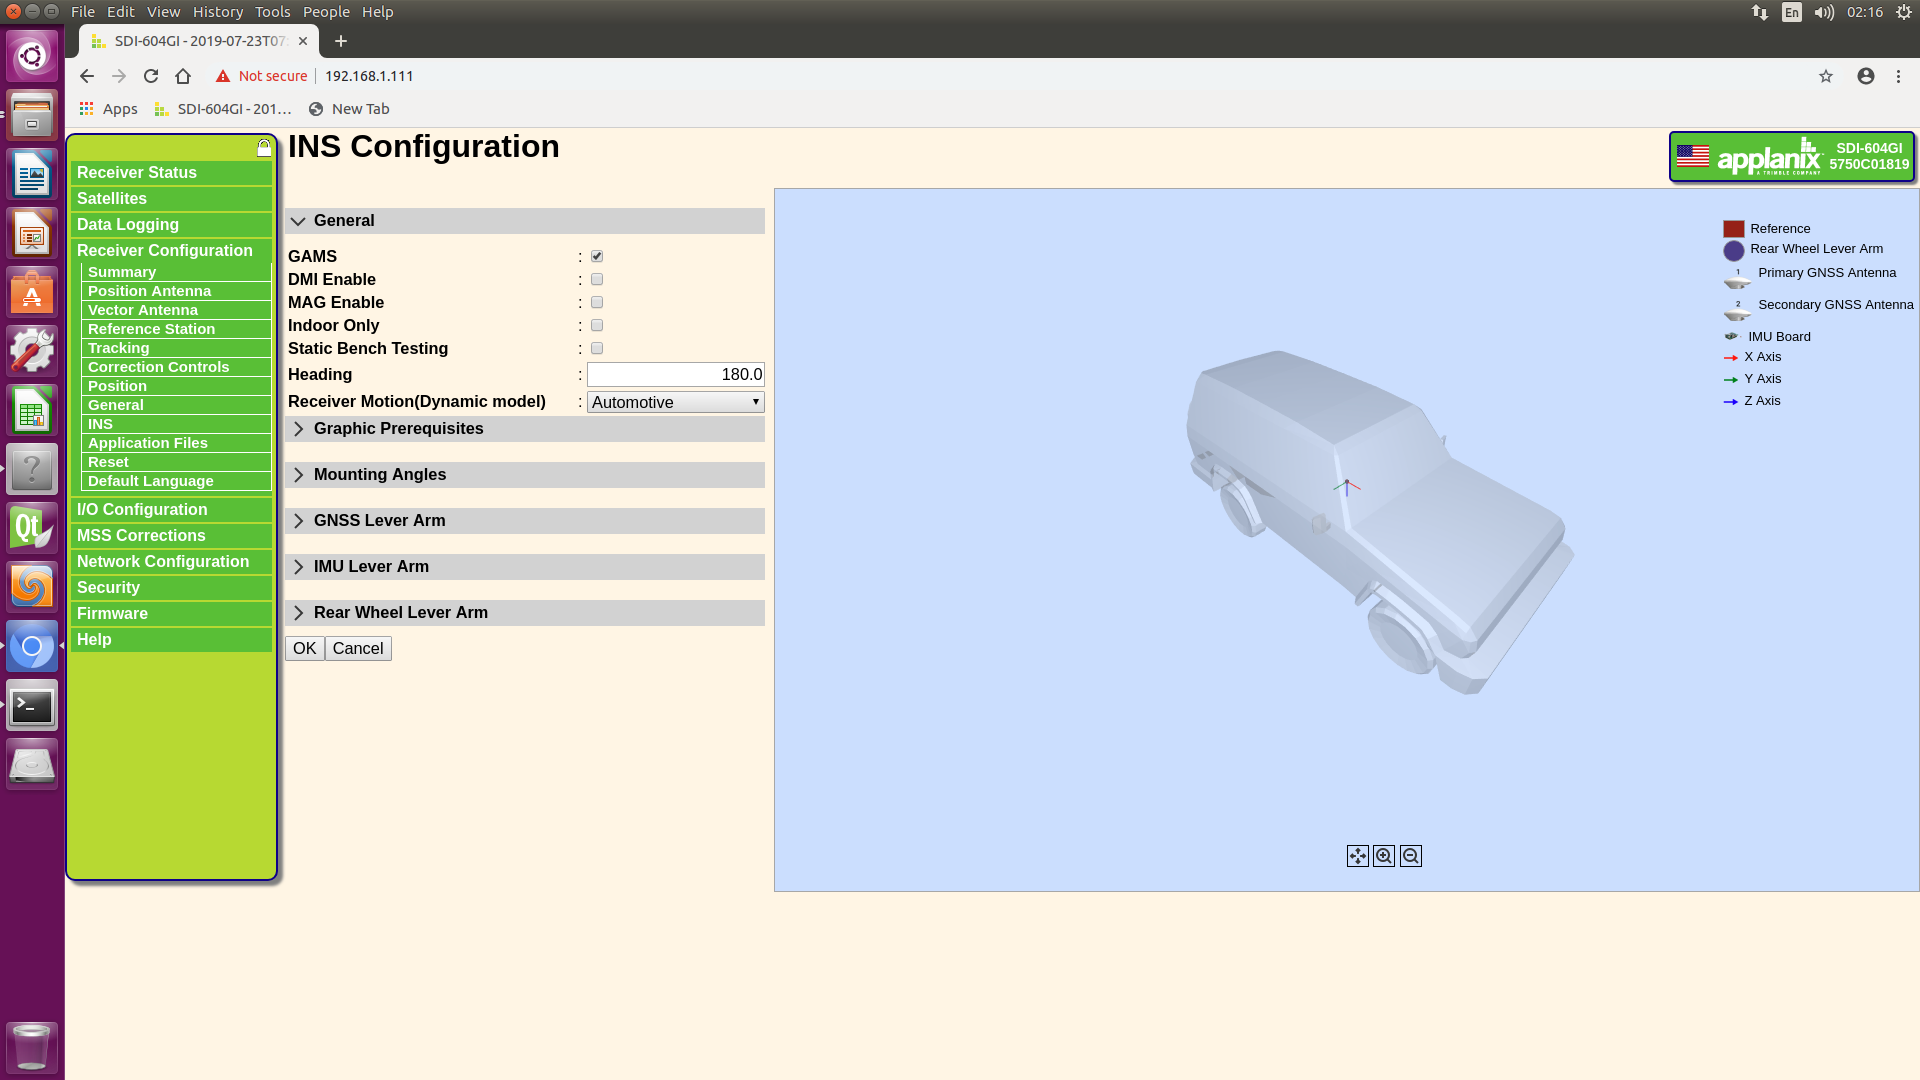 File Edit View History Tools People Help
En 02:16
SDI-604GI - 2019-07-23T07:
Not secure 192.168.1.111
Apps SDI-604GI - 201... New Tab
INS Configuration
applanix
A TRIMBLE COMPANY
SDI-604GI
5750C01819
Receiver Status
Satellites
Data Logging
Receiver Configuration
Summary
Position Antenna
Vector Antenna
Reference Station
Tracking
Correction Controls
Position
General
INS
Application Files
Reset
Default Language
I/O Configuration
MSS Corrections
Network Configuration
Security
Firmware
Help
General
GAMS :
DMI Enable :
MAG Enable :
Indoor Only :
Static Bench Testing :
Heading : 180.0
Receiver Motion(Dynamic model) : Automotive
Graphic Prerequisites
Mounting Angles
GNSS Lever Arm
IMU Lever Arm
Rear Wheel Lever Arm
OK Cancel
Reference
Rear Wheel Lever Arm
1 Primary GNSS Antenna
2 Secondary GNSS Antenna
IMU Board
X Axis
Y Axis
Z Axis
Qt